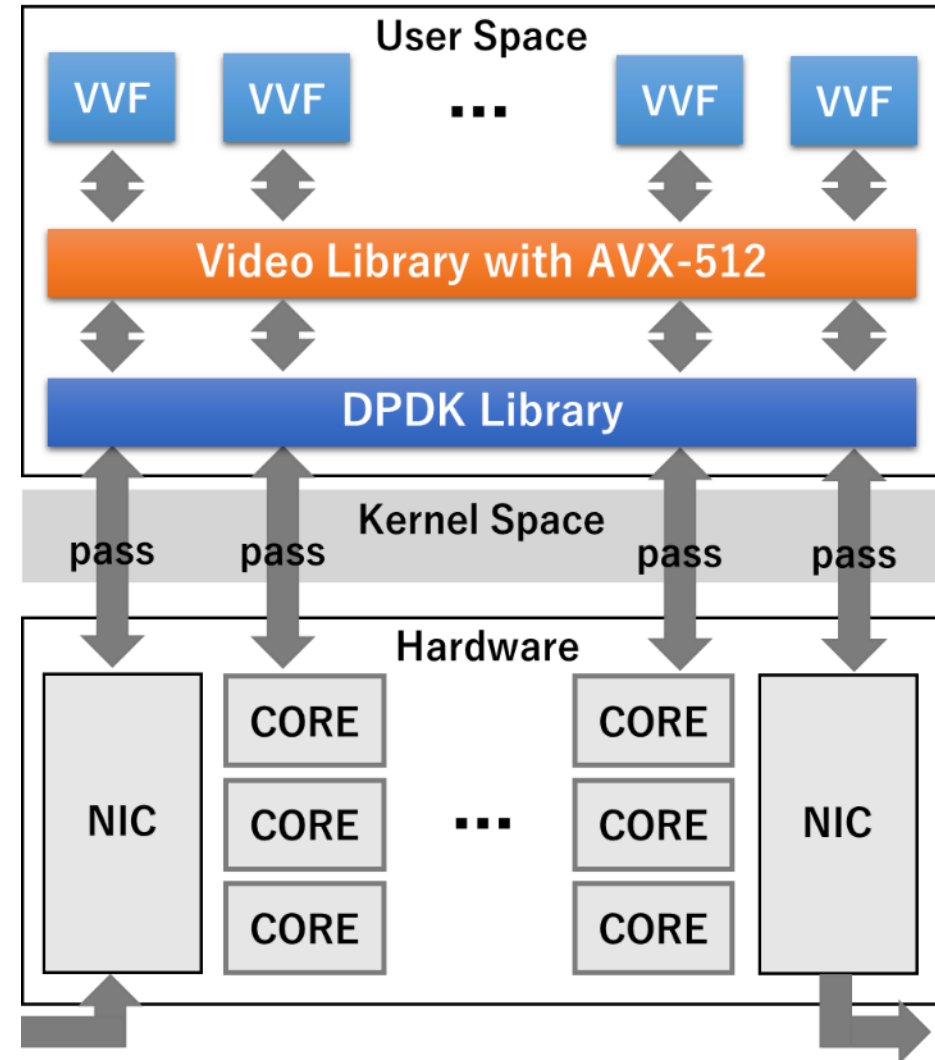 User Space
VVF VVF ... VVF VVF
Video Library with AVX-512
DPDK Library
Kernel Space
pass pass pass pass
Hardware
NIC CORE CORE NIC
CORE ... CORE
CORE CORE